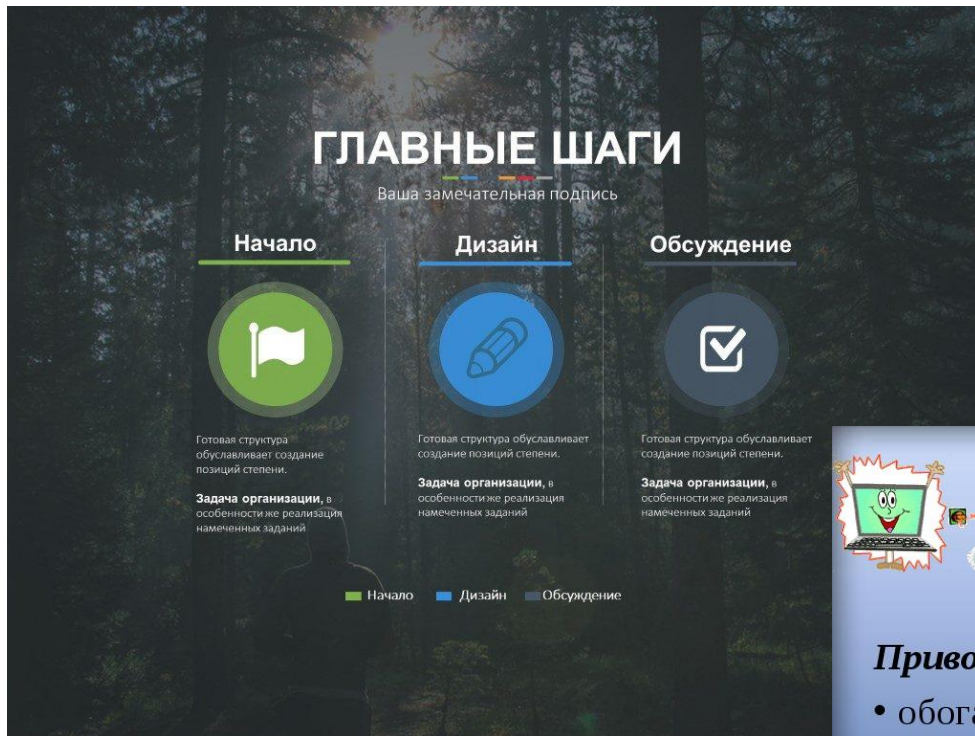 ГЛАВНЫЕ ШАГИ
Ваша замечательная подпись
Начало
Готовая структура
обуславливает создание
позиций степени.
Задача организации, в
особенности же реализация
намеченных заданий
Дизайн
Готовая структура обуславливает
создание позиций степени.
Задача организации, в
особенности же реализация
намеченных заданий
Обсуждение
Готовая структура обуславливает
создание позиций степени.
Задача организации, в
особенности же реализация
намеченных заданий
Начало Дизайн Обсуждение
Приво
• обога